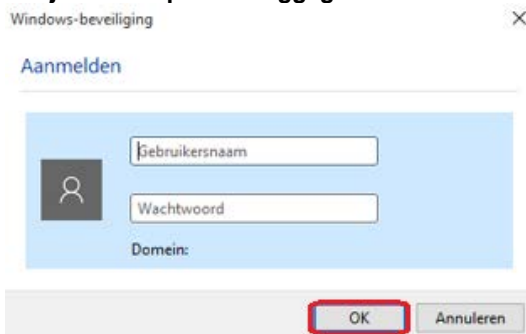 Windows-beveiliging
Aanmelden
Gebruikersnaam
Wachtwoord
Domein:
OK
Annuleren